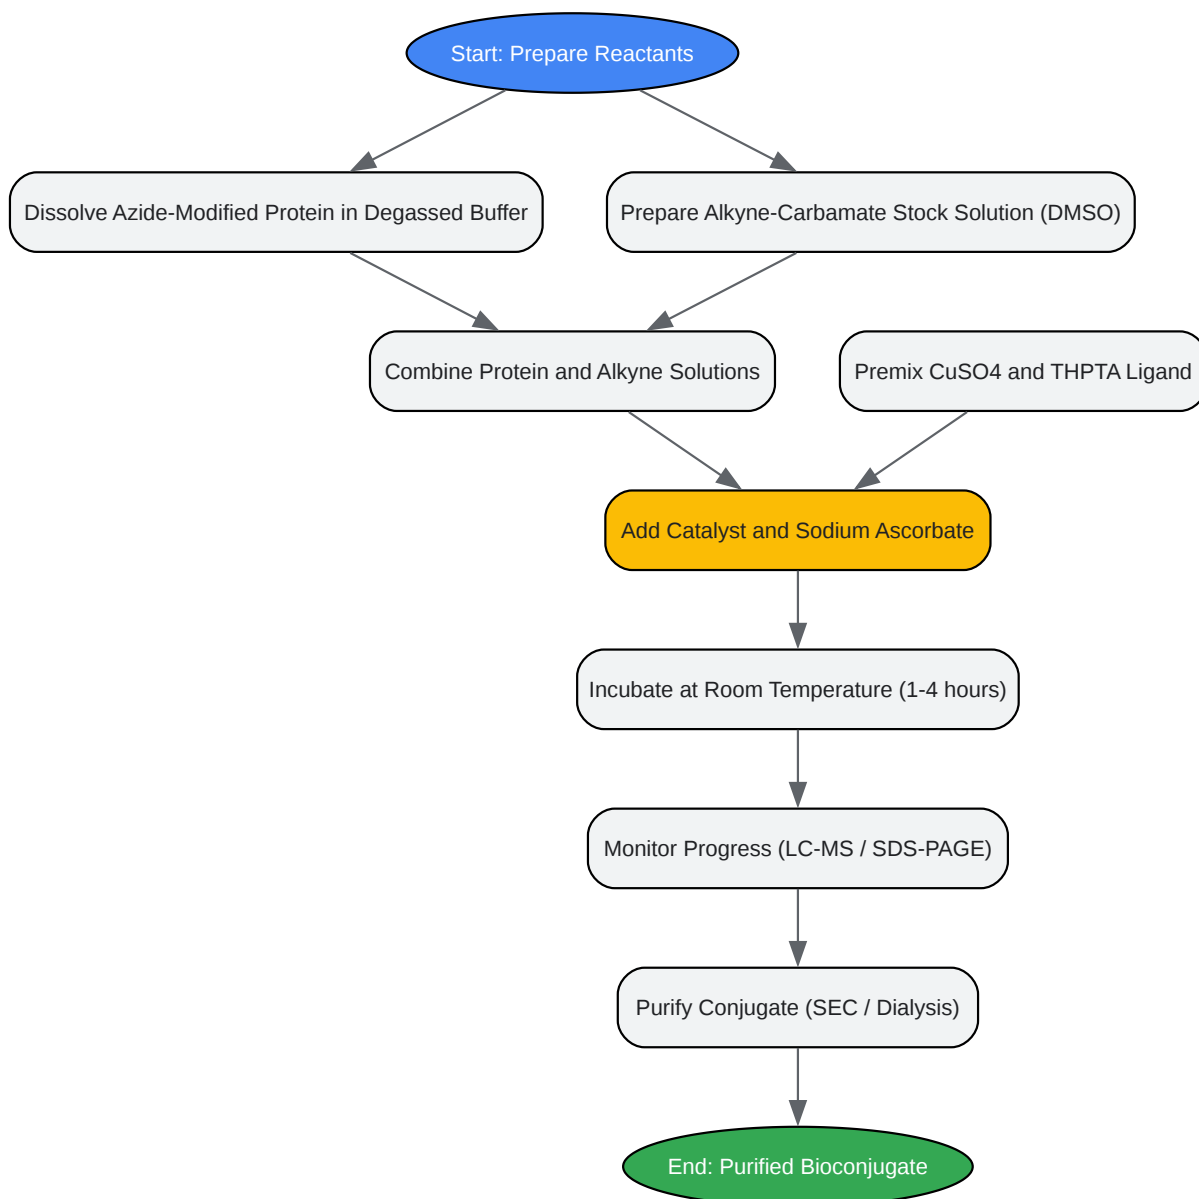 Start: Prepare Reactants
Dissolve Azide-Modified Protein in Degassed Buffer
Prepare Alkyne-Carbamate Stock Solution (DMSO)
Combine Protein and Alkyne Solutions
Premix CuSO4 and THPTA Ligand
Add Catalyst and Sodium Ascorbate
Incubate at Room Temperature (1-4 hours)
Monitor Progress (LC-MS / SDS-PAGE)
Purify Conjugate (SEC / Dialysis)
End: Purified Bioconjugate